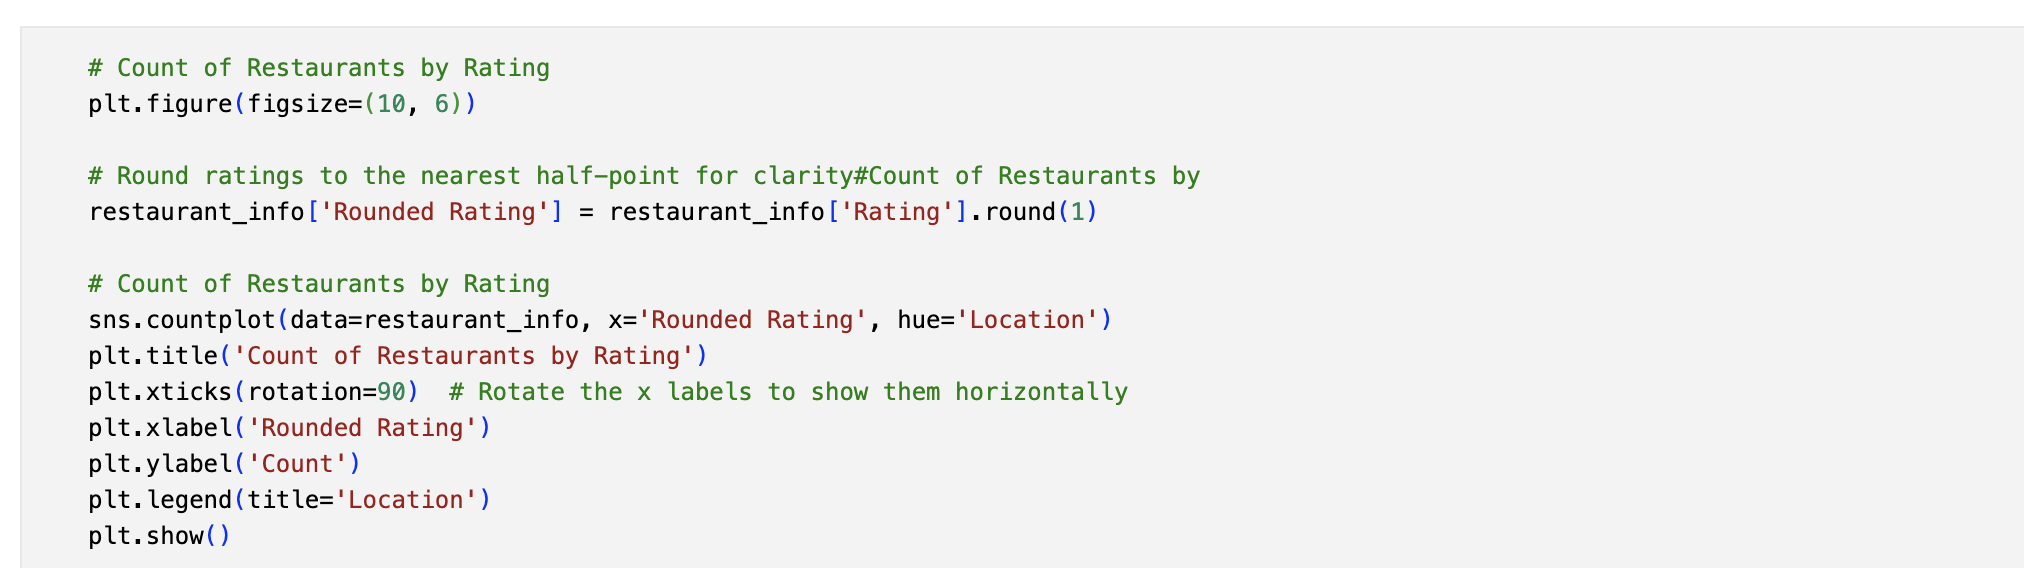 # Count of Restaurants by Rating
plt.figure(figsize=(10, 6))
# Round ratings to the nearest half-point for clarity#Count of Restaurants by
restaurant_info['Rounded Rating'] = restaurant_info['Rating'].round(1)
# Count of Restaurants by Rating
sns.countplot(data=restaurant_info, x='Rounded Rating', hue='Location')
plt.title('Count of Restaurants by Rating')
plt.xticks(rotation=90)  # Rotate the x labels to show them horizontally
plt.xlabel('Rounded Rating')
plt.ylabel('Count')
plt.legend(title='Location')
plt.show()